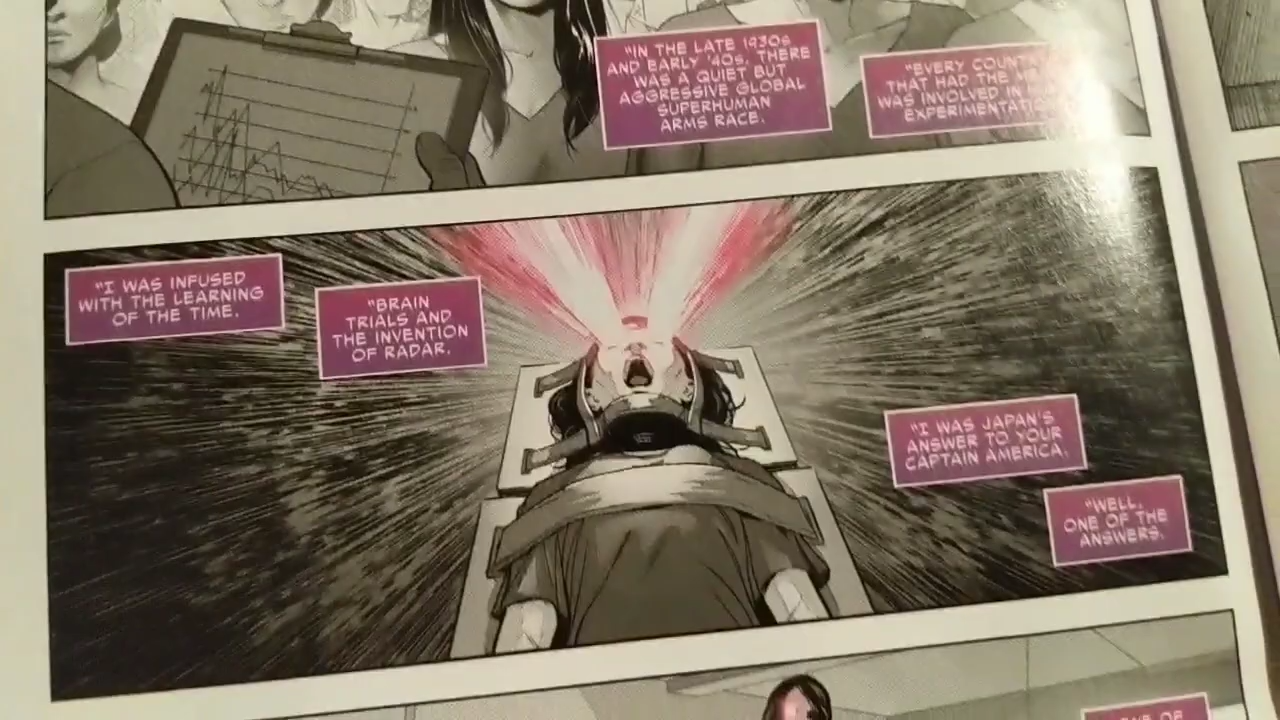 "IN THE LATE 1930s
AND EARLY '40s, THERE
WAS A QUIET BUT
AGGRESSIVE GLOBAL
SUPERHUMAN
ARMS RACE.
"EVERY
THAT HAD THE
WAS INVOLVED IN
"I WAS INFUSED
WITH THE LEARNING
OF THE TIME.
"BRAIN
TRIALS AND
THE INVENTION
OF RADAR.
"I WAS JAPAN'S
ANSWER TO YOUR
CAPTAIN AMERICA.
"WELL,
ONE OF THE
ANSWERS.